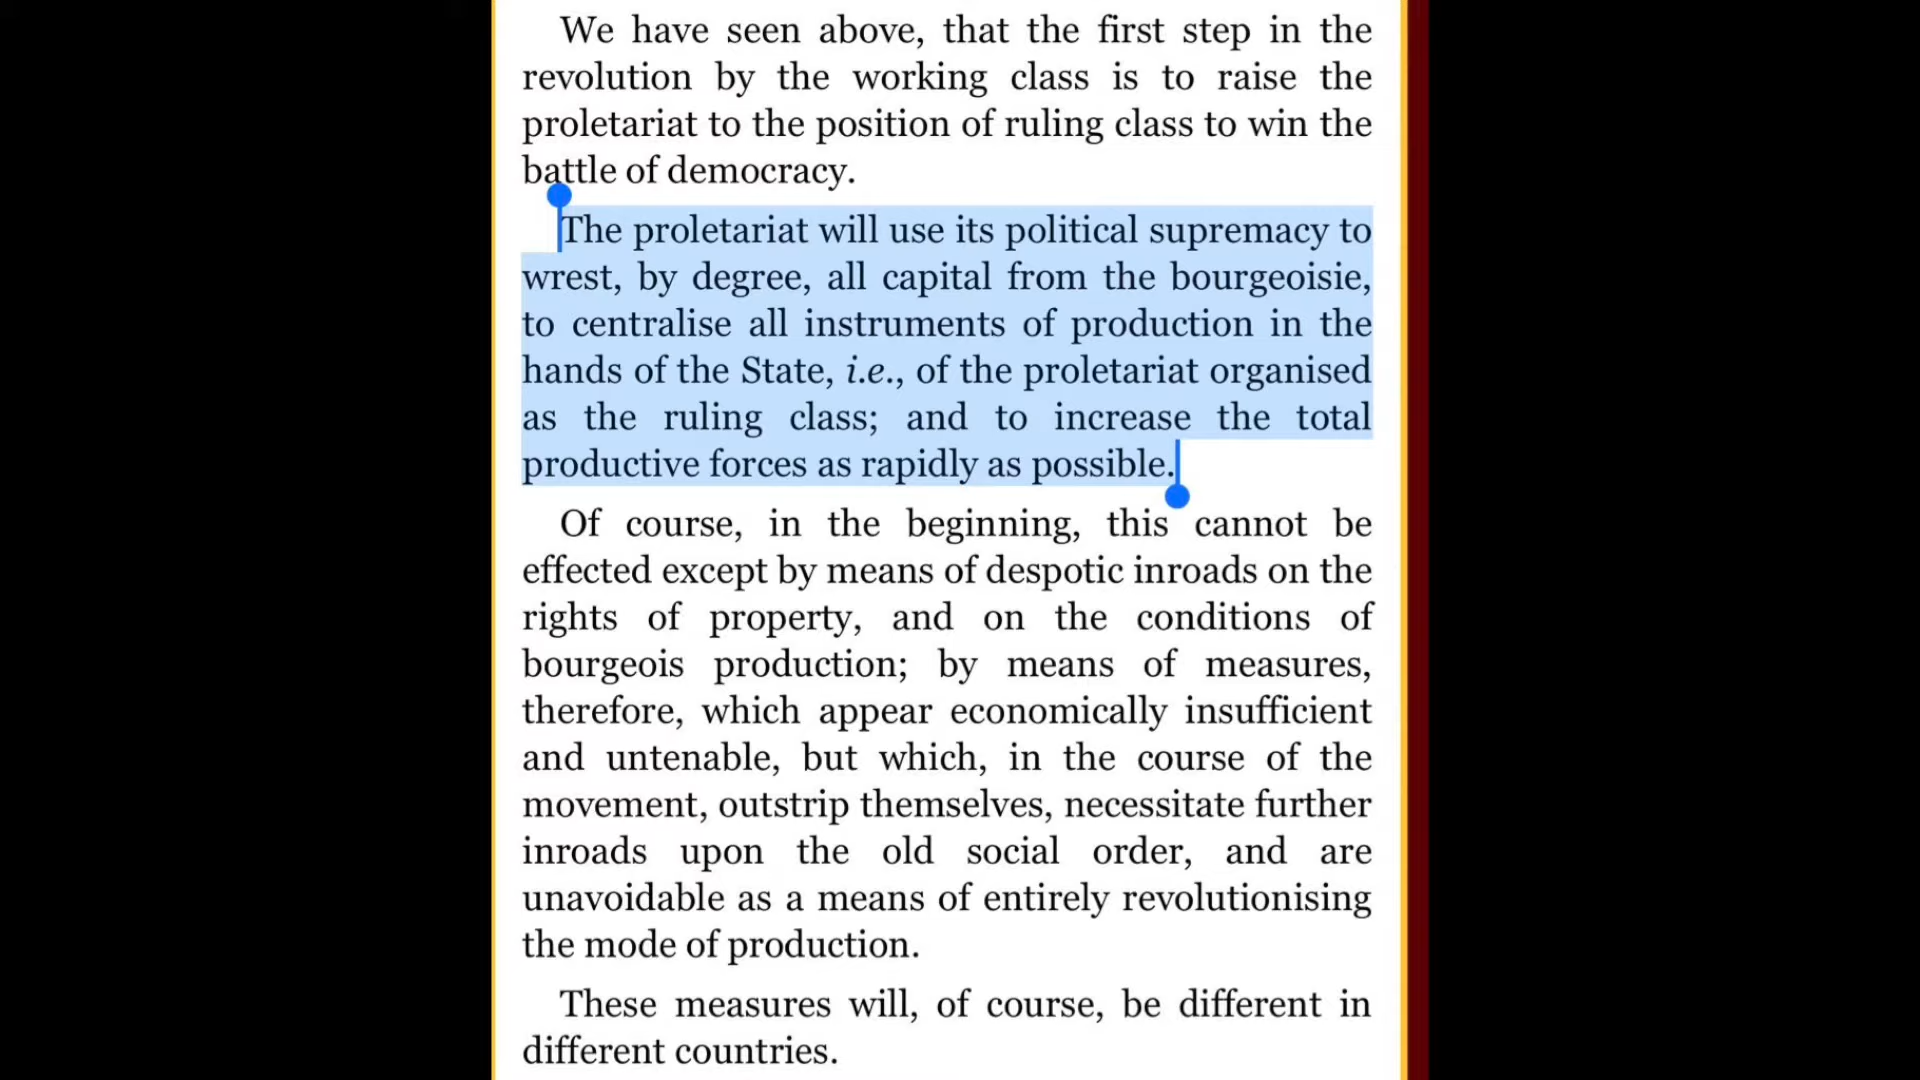 We have seen above, that the first step in the
revolution by the working class is to raise the
proletariat to the position of ruling class to win the
battle of democracy.
The proletariat will use its political supremacy to
wrest, by degree, all capital from the bourgeoisie,
to centralise all instruments of production in the
hands of the State, i.e., of the proletariat organised
as the ruling class; and to increase the total
productive forces as rapidly as possible.
Of course, in the beginning, this cannot be
effected except by means of despotic inroads on the
rights of property, and on the conditions of
bourgeois production; by means of measures,
therefore, which appear economically insufficient
and untenable, but which, in the course of the
movement, outstrip themselves, necessitate further
inroads upon the old social order, and are
unavoidable as a means of entirely revolutionising
the mode of production.
These measures will, of course, be different in
different countries.